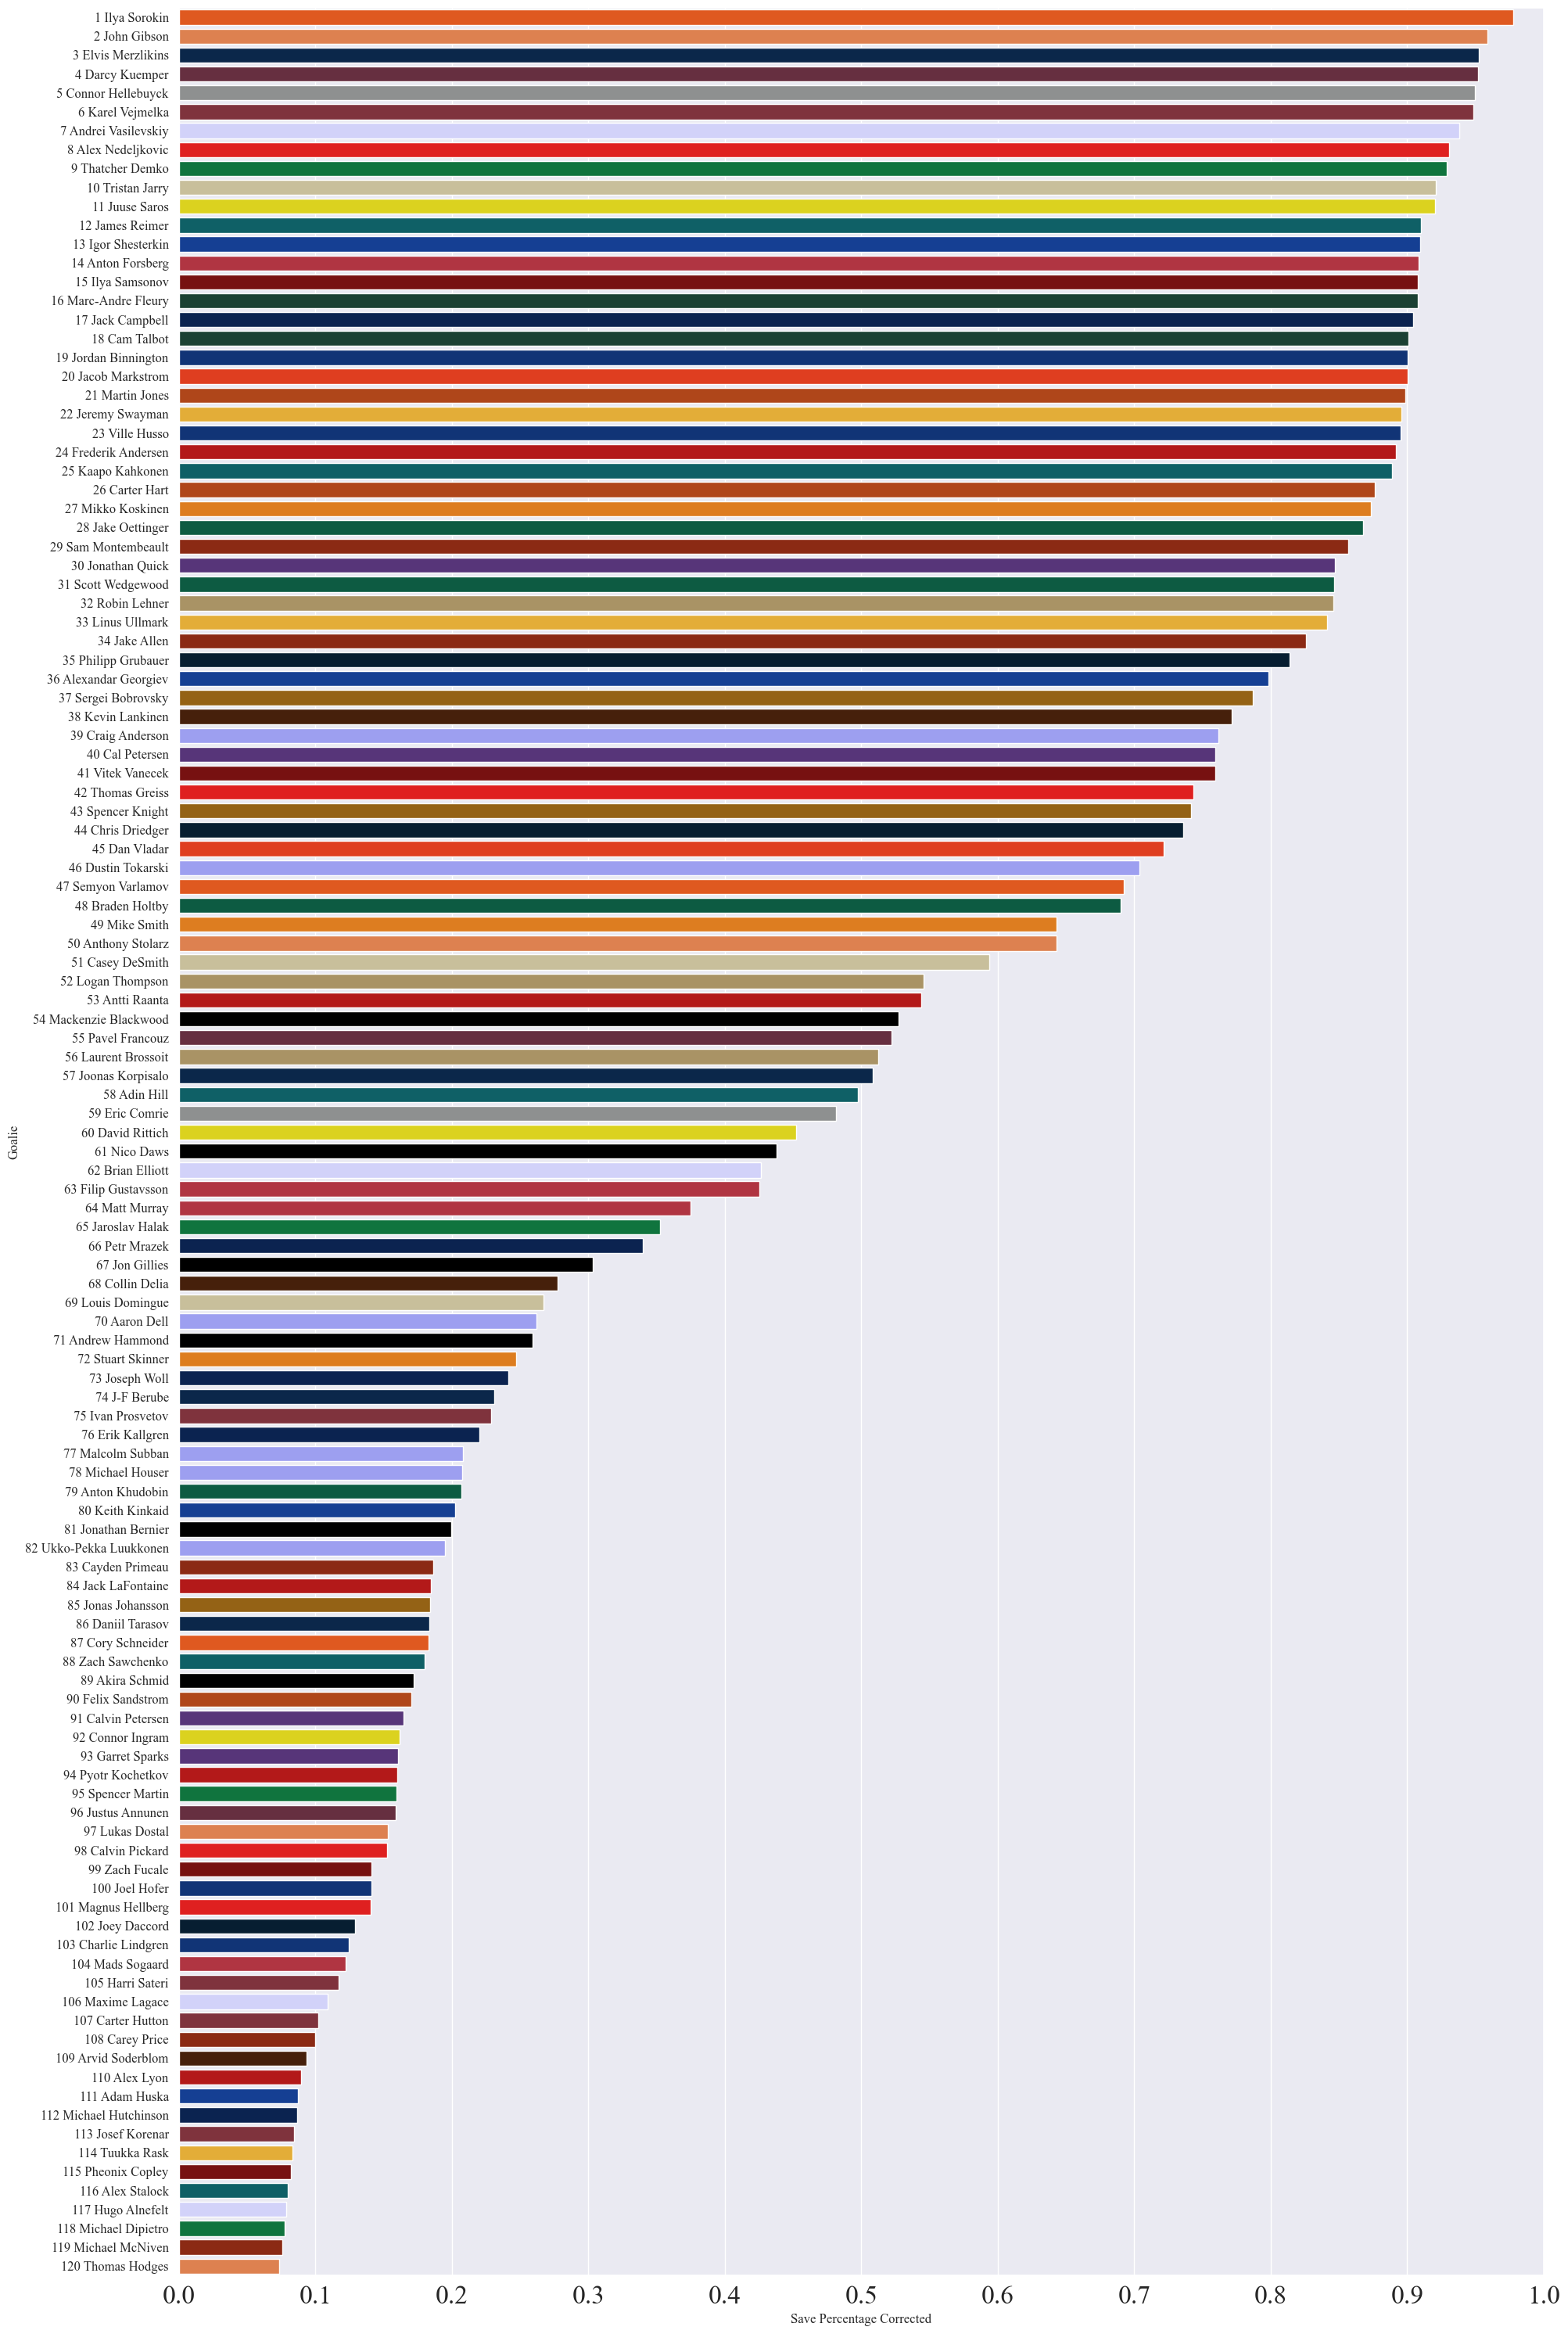 1 Ilya Sorokin
2 John Gibson
3 Elvis Merzlikins
4 Darcy Kuemper
5 Connor Hellebuyck
6 Karel Vejmelka
7 Andrei Vasilevskiy
8 Alex Nedeljkovic
9 Thatcher Demko
10 Tristan Jarry
11 Juuse Saros
12 James Reimer
13 Igor Shesterkin
14 Anton Forsberg
15 Ilya Samsonov
16 Marc-Andre Fleury
17 Jack Campbell
18 Cam Talbot
19 Jordan Binnington
20 Jacob Markstrom
21 Martin Jones
22 Jeremy Swayman
23 Ville Husso
24 Frederik Andersen
25 Kaapo Kahkonen
26 Carter Hart
27 Mikko Koskinen
28 Jake Oettinger
29 Sam Montembeault
30 Jonathan Quick
31 Scott Wedgewood
32 Robin Lehner
33 Linus Ullmark
34 Jake Allen
35 Philipp Grubauer
36 Alexandar Georgiev
37 Sergei Bobrovsky
38 Kevin Lankinen
39 Craig Anderson
40 Cal Petersen
41 Vitek Vanecek
42 Thomas Greiss
43 Spencer Knight
44 Chris Driedger
45 Dan Vladar
46 Dustin Tokarski
47 Semyon Varlamov
48 Braden Holtby
49 Mike Smith
50 Anthony Stolarz
51 Casey DeSmith
52 Logan Thompson
53 Antti Raanta
54 Mackenzie Blackwood
55 Pavel Francouz
56 Laurent Brossoit
57 Joonas Korpisalo
58 Adin Hill
59 Eric Comrie
60 David Rittich
61 Nico Daws
62 Brian Elliott
63 Filip Gustavsson
64 Matt Murray
65 Jaroslav Halak
66 Petr Mrazek
67 Jon Gillies
68 Collin Delia
69 Louis Domingue
70 Aaron Dell
71 Andrew Hammond
72 Stuart Skinner
73 Joseph Woll
74 J-F Berube
75 Ivan Prosvetov
76 Erik Kallgren
77 Malcolm Subban
78 Michael Houser
79 Anton Khudobin
80 Keith Kinkaid
81 Jonathan Bernier
82 Ukko-Pekka Luukkonen
83 Cayden Primeau
84 Jack LaFontaine
85 Jonas Johansson
86 Daniil Tarasov
87 Cory Schneider
88 Zach Sawchenko
89 Akira Schmid
90 Felix Sandstrom
91 Calvin Petersen
92 Connor Ingram
93 Garret Sparks
94 Pyotr Kochetkov
95 Spencer Martin
96 Justus Annunen
97 Lukas Dostal
98 Calvin Pickard
99 Zach Fucale
100 Joel Hofer
101 Magnus Hellberg
102 Joey Daccord
103 Charlie Lindgren
104 Mads Sogaard
105 Harri Sateri
106 Maxime Lagace
107 Carter Hutton
108 Carey Price
109 Arvid Soderblom
110 Alex Lyon
111 Adam Huska
112 Michael Hutchinson
113 Josef Korenar
114 Tuukka Rask
115 Pheonix Copley
116 Alex Stalock
117 Hugo Alnefelt
118 Michael Dipietro
119 Michael McNiven
120 Thomas Hodges
Goalie
0.0 0.1 0.2 0.3 0.4 0.5 0.6 0.7 0.8 0.9 1.0
Save Percentage Corrected